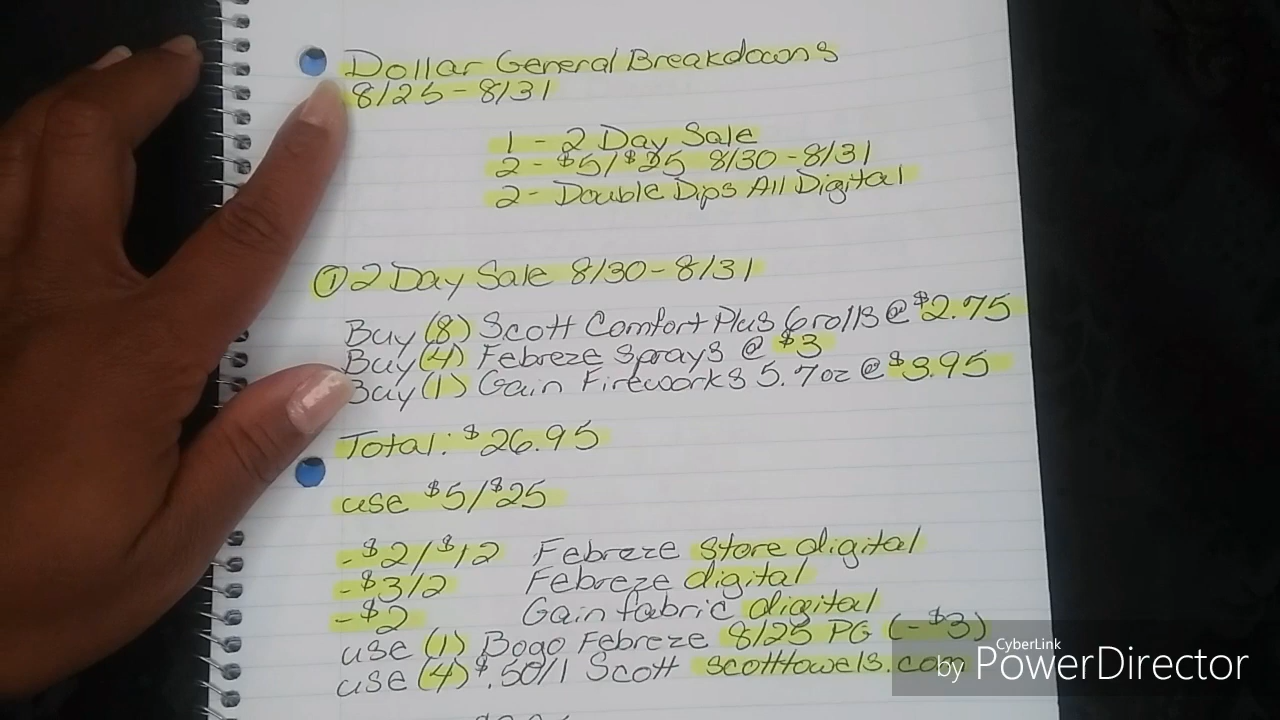 Dollar General Breakdowns
8/25 - 8/31
1 - 2 Day Sale
2 - $5/$25 8/30 - 8/31
2 - Double Dips All Digital
① 2 Day Sale 8/30 - 8/31
Buy (8) Scott Comfort Plus 6 rolls @ $2.75
Buy (4) Febreze Sprays @ $3
Buy (1) Gain Fireworks 5.7oz @ $3.95
Total: $26.95
use $5/$25
-$2/$12 Febreze Store digital
-$3/2 Febreze digital
-$2 Gain fabric digital
use (1) Bogo Febreze 8/25 PG (-$3)
use (4) $.50/1 Scott scotttowels.com
CyberLink
by PowerDirector